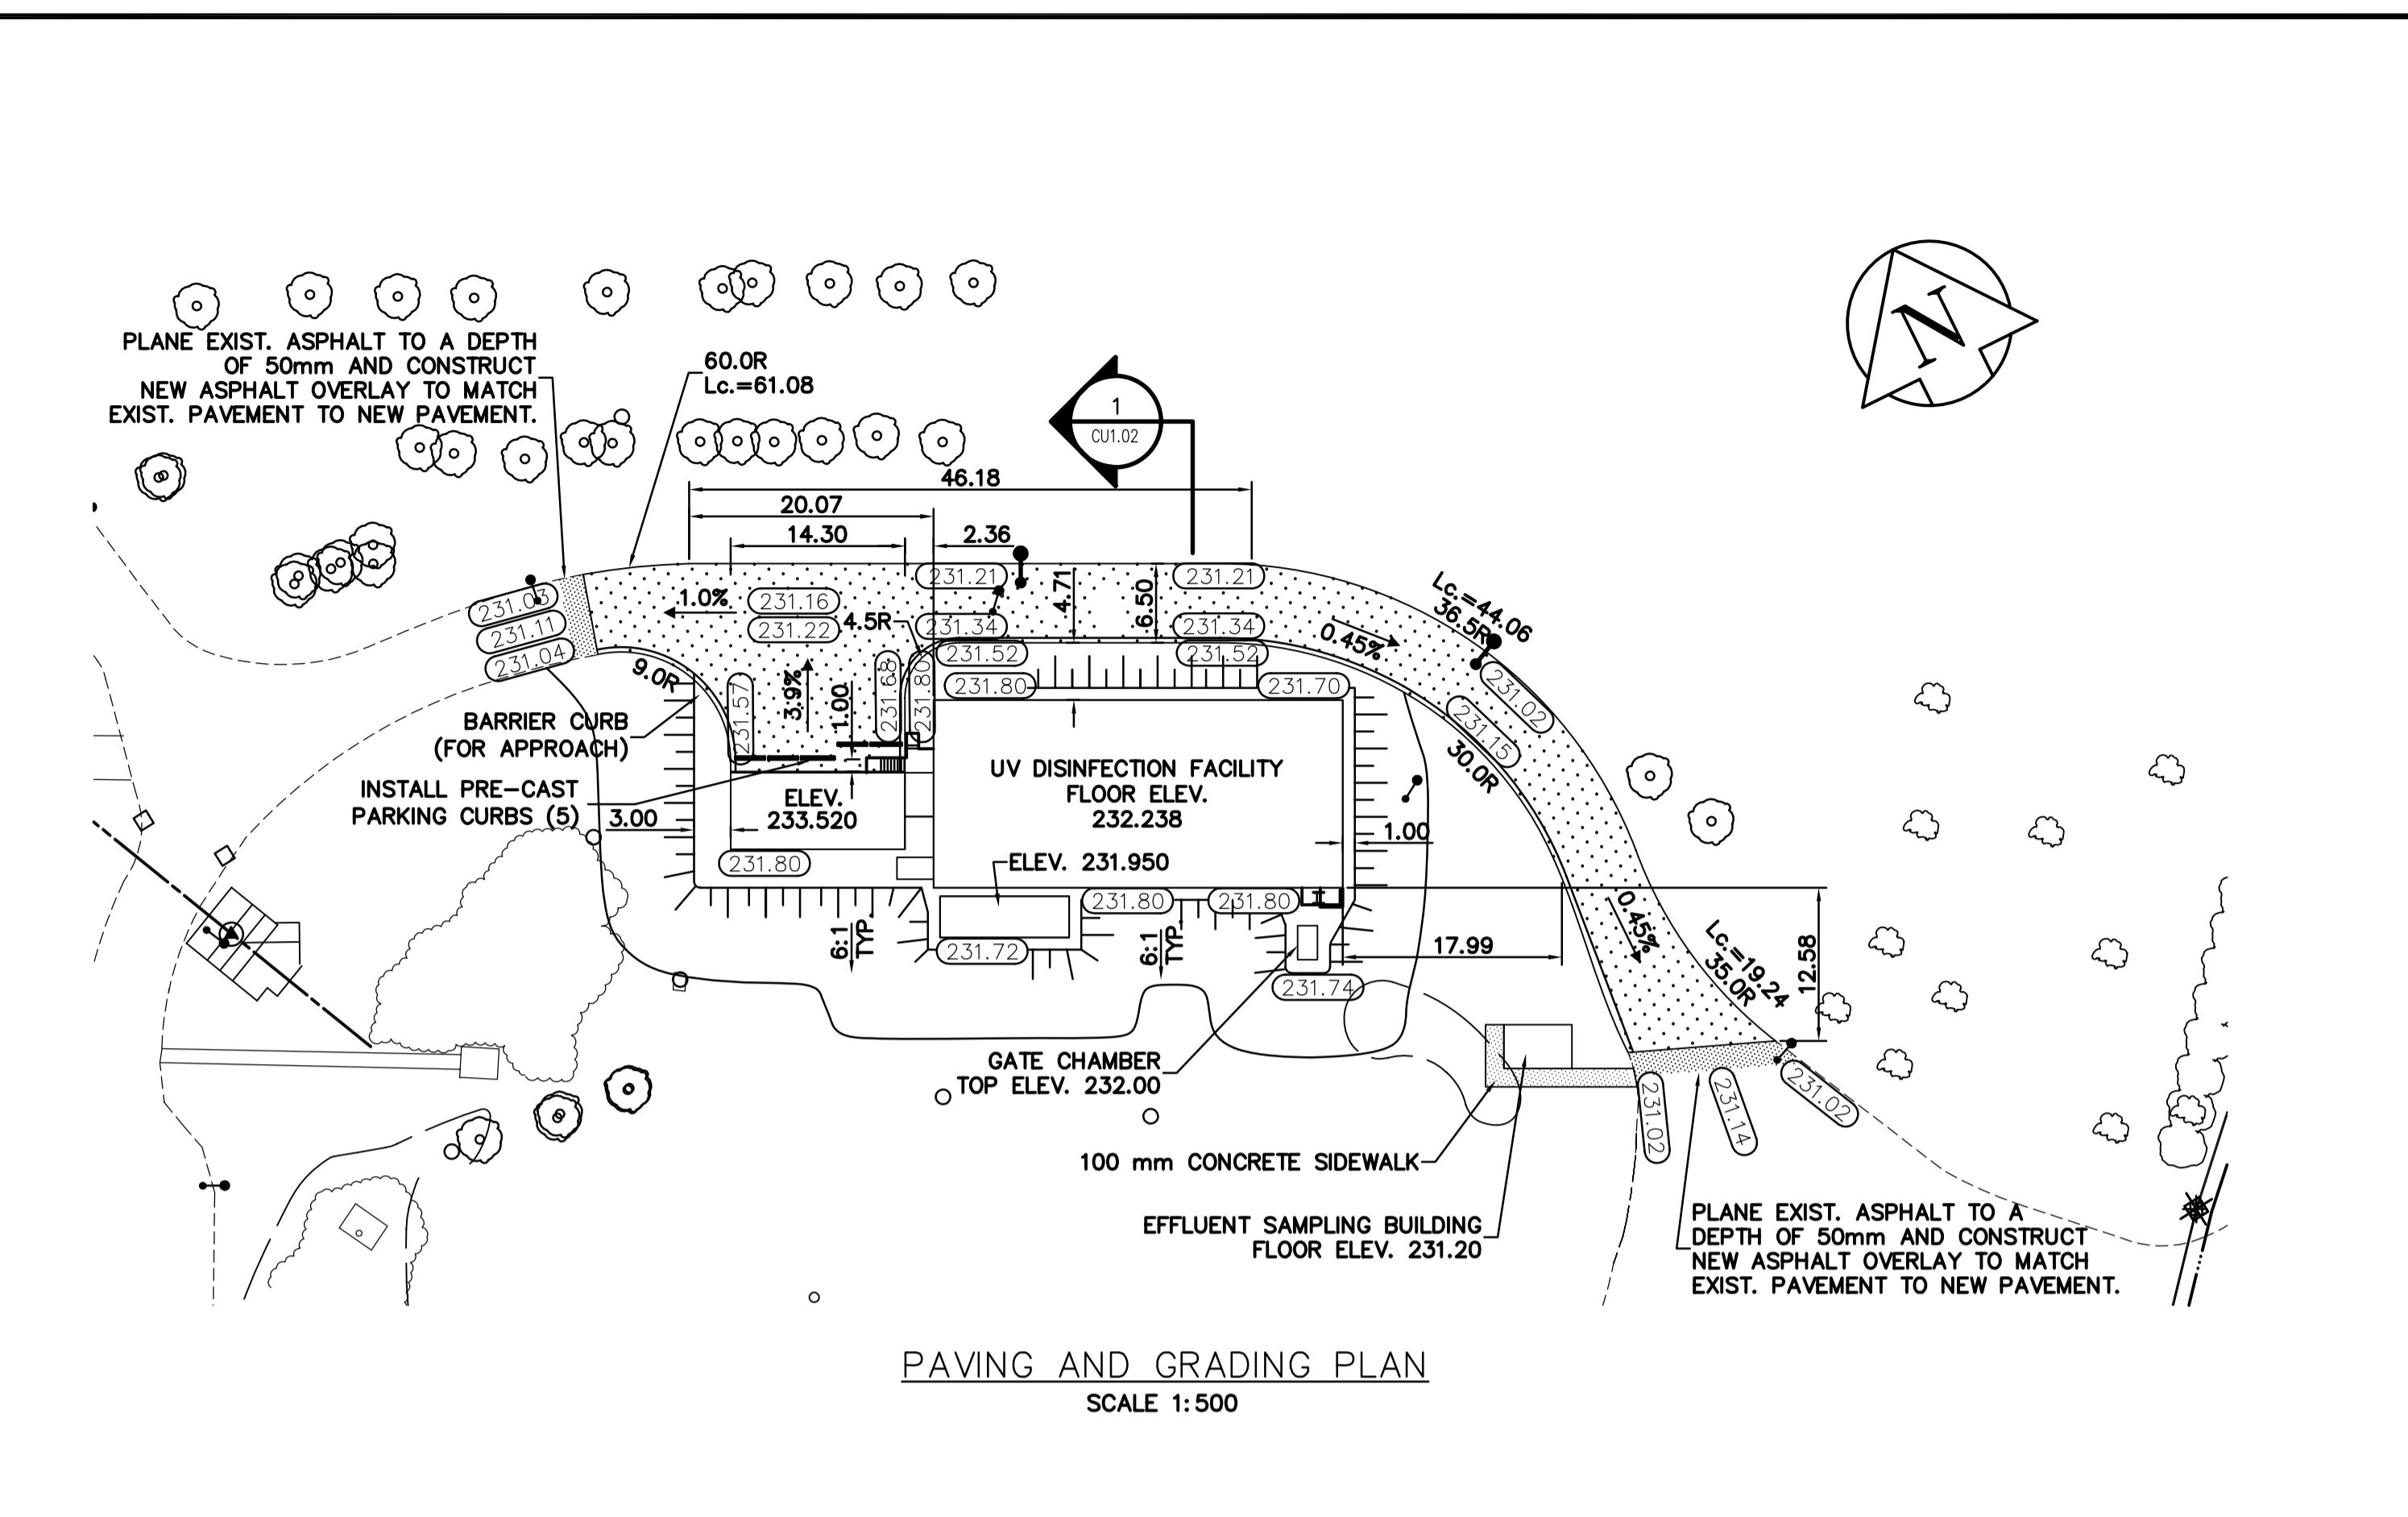 N
PLANE EXIST. ASPHALT TO A DEPTH
OF 50mm AND CONSTRUCT
NEW ASPHALT OVERLAY TO MATCH
EXIST. PAVEMENT TO NEW PAVEMENT.
60.0R
Lc.=61.08
1
CU1.02
46.18
20.07
14.30
2.36
231.03
231.11
231.04
1.0%
231.16
231.22
4.5R
231.21
231.34
231.52
231.80
4.71
6.50
231.21
231.34
231.52
231.70
Lc.=44.06
36.5R
0.45%
231.02
231.15
30.0R
9.0R
231.57
3.9%
1.00
231.68
231.80
BARRIER CURB
(FOR APPROACH)
INSTALL PRE-CAST
PARKING CURBS (5)
3.00
ELEV.
233.520
231.80
UV DISINFECTION FACILITY
FLOOR ELEV.
232.238
1.00
ELEV. 231.950
231.80
231.80
231.72
6:1
TYP.
6:1
TYP.
231.74
17.99
0.45%
Lc.=19.24
35.0R
12.58
GATE CHAMBER
TOP ELEV. 232.00
100 mm CONCRETE SIDEWALK
EFFLUENT SAMPLING BUILDING
FLOOR ELEV. 231.20
231.02
231.14
231.02
PLANE EXIST. ASPHALT TO A
DEPTH OF 50mm AND CONSTRUCT
NEW ASPHALT OVERLAY TO MATCH
EXIST. PAVEMENT TO NEW PAVEMENT.
PAVING AND GRADING PLAN
SCALE 1:500